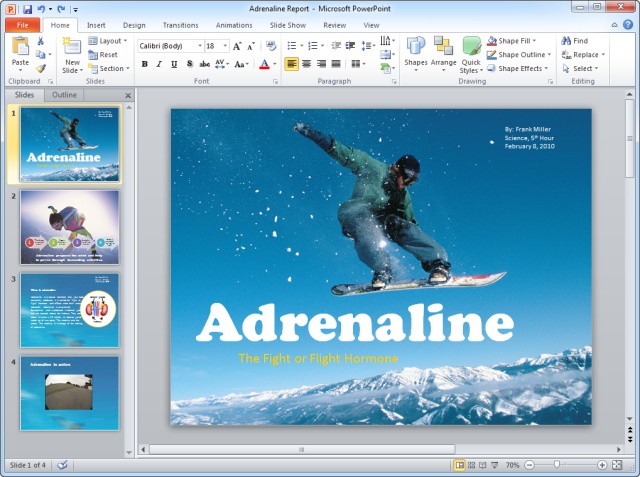 Adrenaline Report - Microsoft PowerPoint
File Home Insert Design Transitions Animations Slide Show Review View
Paste
Clipboard
New Slide
Layout
Reset
Section
Slides
Calibri (Body) 18
B I U S abc AV Aa A
Font
Paragraph
Shapes
Arrange
Quick Styles
Shape Fill
Shape Outline
Shape Effects
Drawing
Find
Replace
Select
Editing
Slides Outline
1
Adrenaline
2
3
4
Adrenaline in action
By: Frank Miller
Science, 5th Hour
February 8, 2010
Adrenaline
The Fight or Flight Hormone
Slide 1 of 4
70%